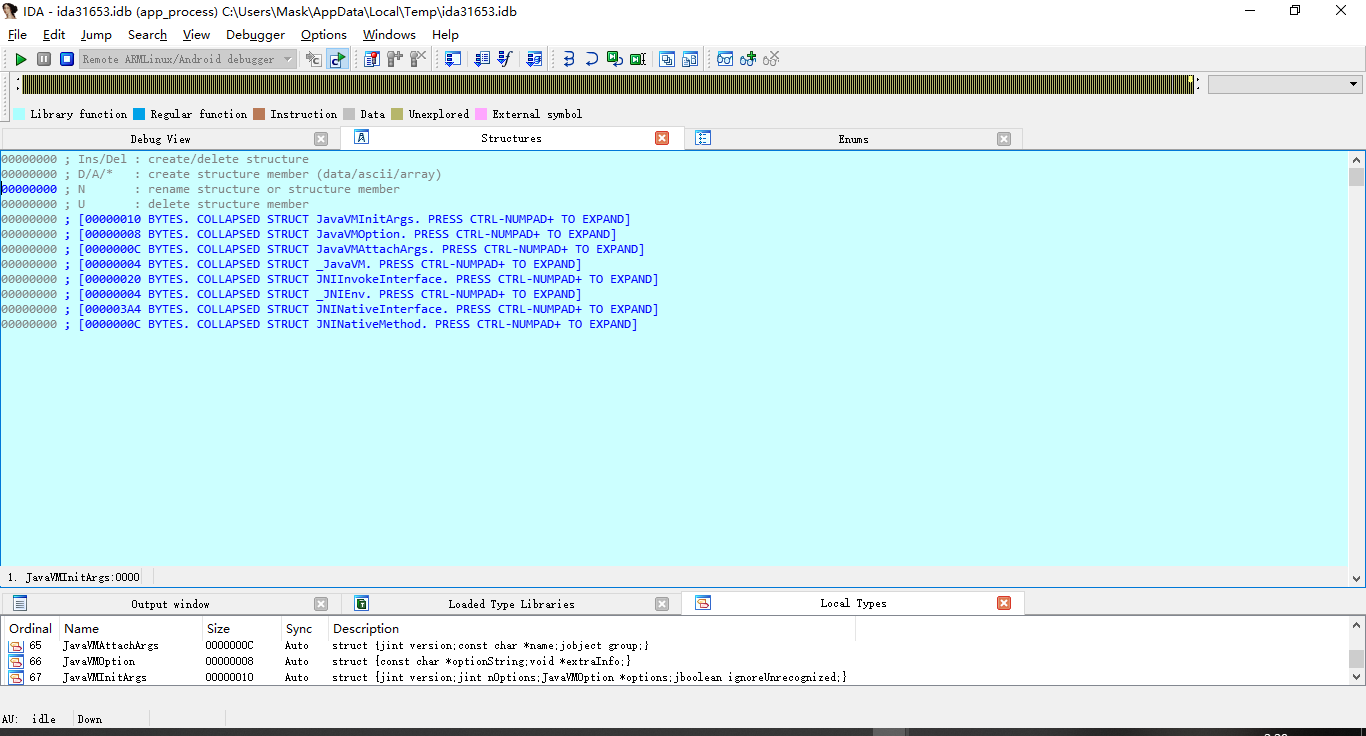 IDA - ida31653.idb (app_process) C:\Users\Mask\AppData\Local\Temp\ida31653.idb
File Edit Jump Search View Debugger Options Windows Help
Remote ARMLinux/Android debugger
Library function Regular function Instruction Data Unexplored External symbol
Debug View Structures Enums
00000000 ; Ins/Del : create/delete structure
00000000 ; D/A/* : create structure member (data/ascii/array)
00000000 ; N : rename structure or structure member
00000000 ; U : delete structure member
00000000 ; [00000010 BYTES. COLLAPSED STRUCT JavaVMInitArgs. PRESS CTRL-NUMPAD+ TO EXPAND]
00000000 ; [00000008 BYTES. COLLAPSED STRUCT JavaVMOption. PRESS CTRL-NUMPAD+ TO EXPAND]
00000000 ; [0000000C BYTES. COLLAPSED STRUCT JavaVMAttachArgs. PRESS CTRL-NUMPAD+ TO EXPAND]
00000000 ; [00000004 BYTES. COLLAPSED STRUCT _JavaVM. PRESS CTRL-NUMPAD+ TO EXPAND]
00000000 ; [00000020 BYTES. COLLAPSED STRUCT JNIInvokeInterface. PRESS CTRL-NUMPAD+ TO EXPAND]
00000000 ; [00000004 BYTES. COLLAPSED STRUCT _JNIEnv. PRESS CTRL-NUMPAD+ TO EXPAND]
00000000 ; [000003A4 BYTES. COLLAPSED STRUCT JNINativeInterface. PRESS CTRL-NUMPAD+ TO EXPAND]
00000000 ; [0000000C BYTES. COLLAPSED STRUCT JNINativeMethod. PRESS CTRL-NUMPAD+ TO EXPAND]
1. JavaVMInitArgs:0000
Output window Loaded Type Libraries Local Types
Ordinal Name Size Sync Description
65 JavaVMAttachArgs 0000000C Auto struct {jint version;const char *name;jobject group;}
66 JavaVMOption 00000008 Auto struct {const char *optionString;void *extraInfo;}
67 JavaVMInitArgs 00000010 Auto struct {jint version;jint nOptions;JavaVMOption *options;jboolean ignoreUnrecognized;}
AU: idle Down